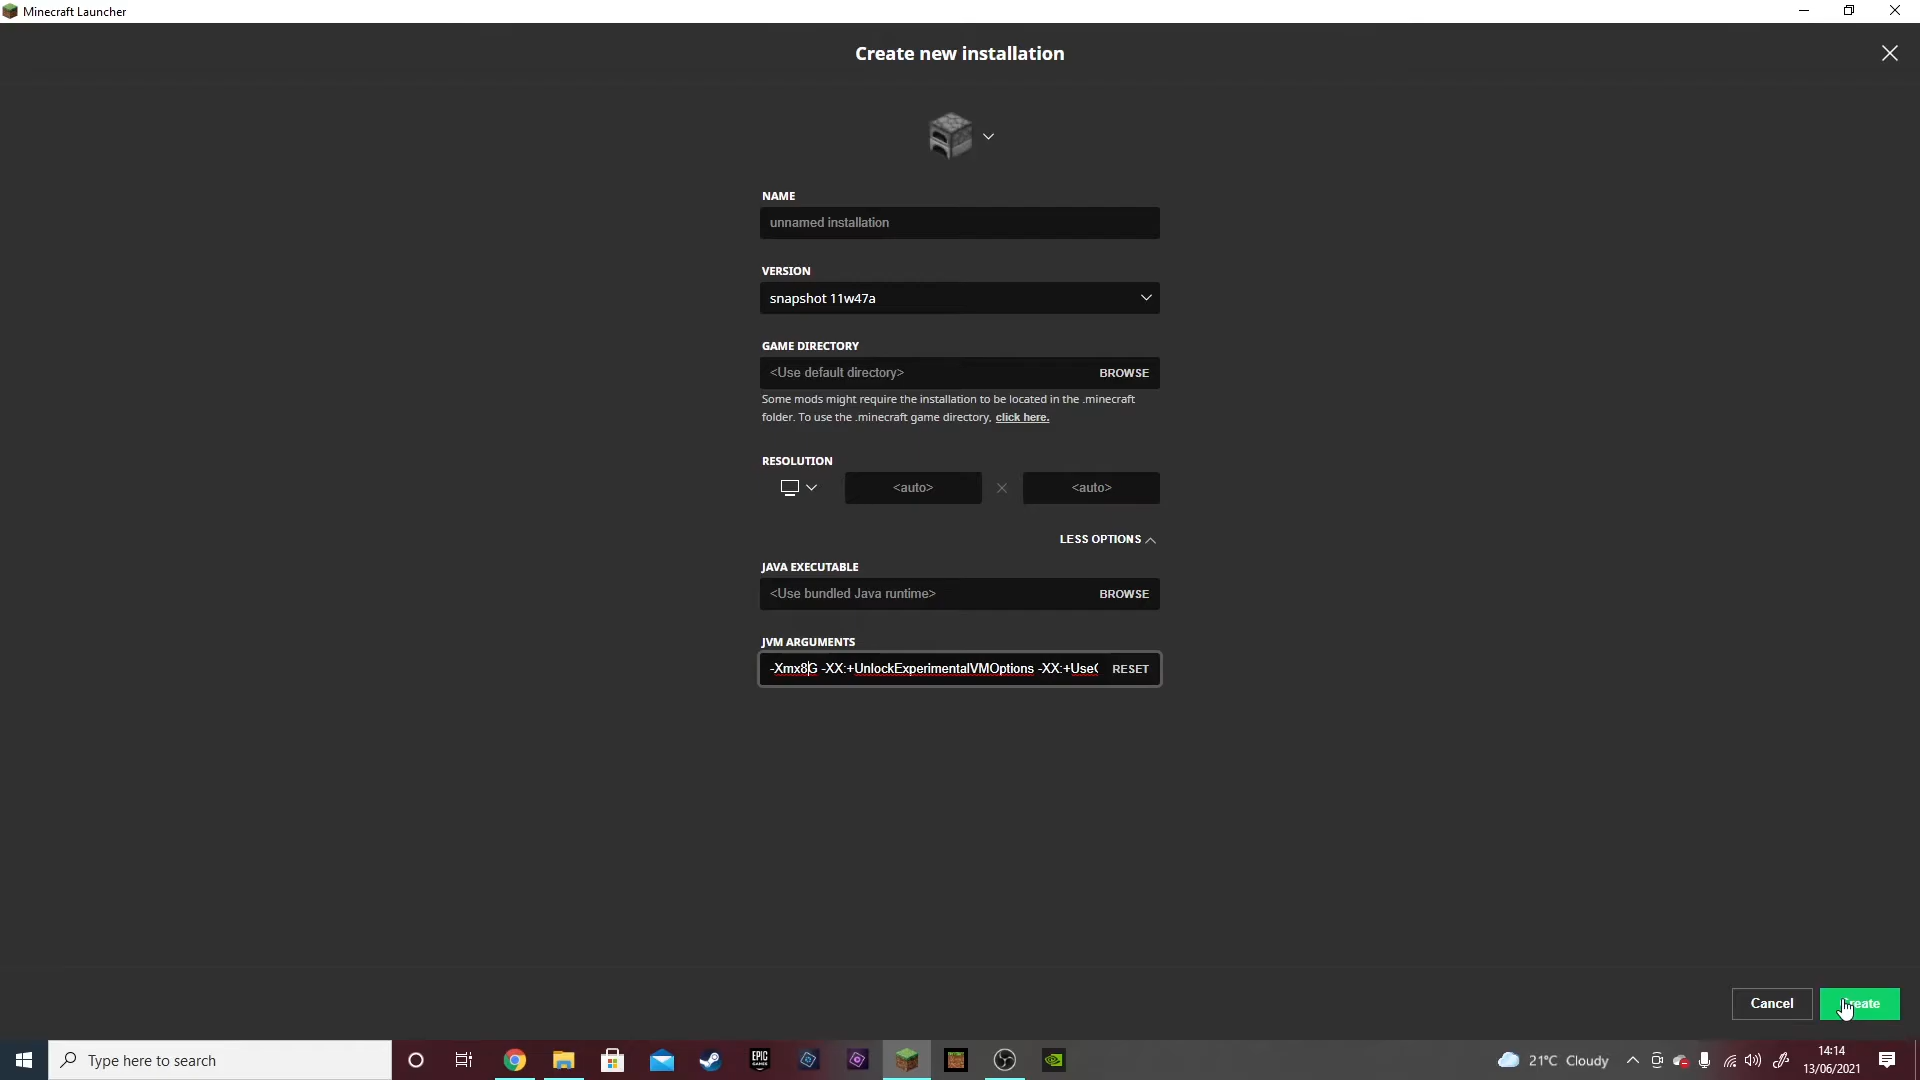 Minecraft Launcher
Create new installation
NAME
unnamed installation
VERSION
snapshot 11w47a
GAME DIRECTORY
<Use default directory> BROWSE
Some mods might require the installation to be located in the .minecraft
folder. To use the .minecraft game directory, click here.
RESOLUTION
<auto> <auto>
LESS OPTIONS
JAVA EXECUTABLE
<Use bundled Java runtime> BROWSE
JVM ARGUMENTS
-Xmx8G -XX:+UnlockExperimentalVMOptions -XX:+Use RESET
Cancel Create
Type here to search
EPIC
GAMES
21°C Cloudy
14:14
13/06/2021